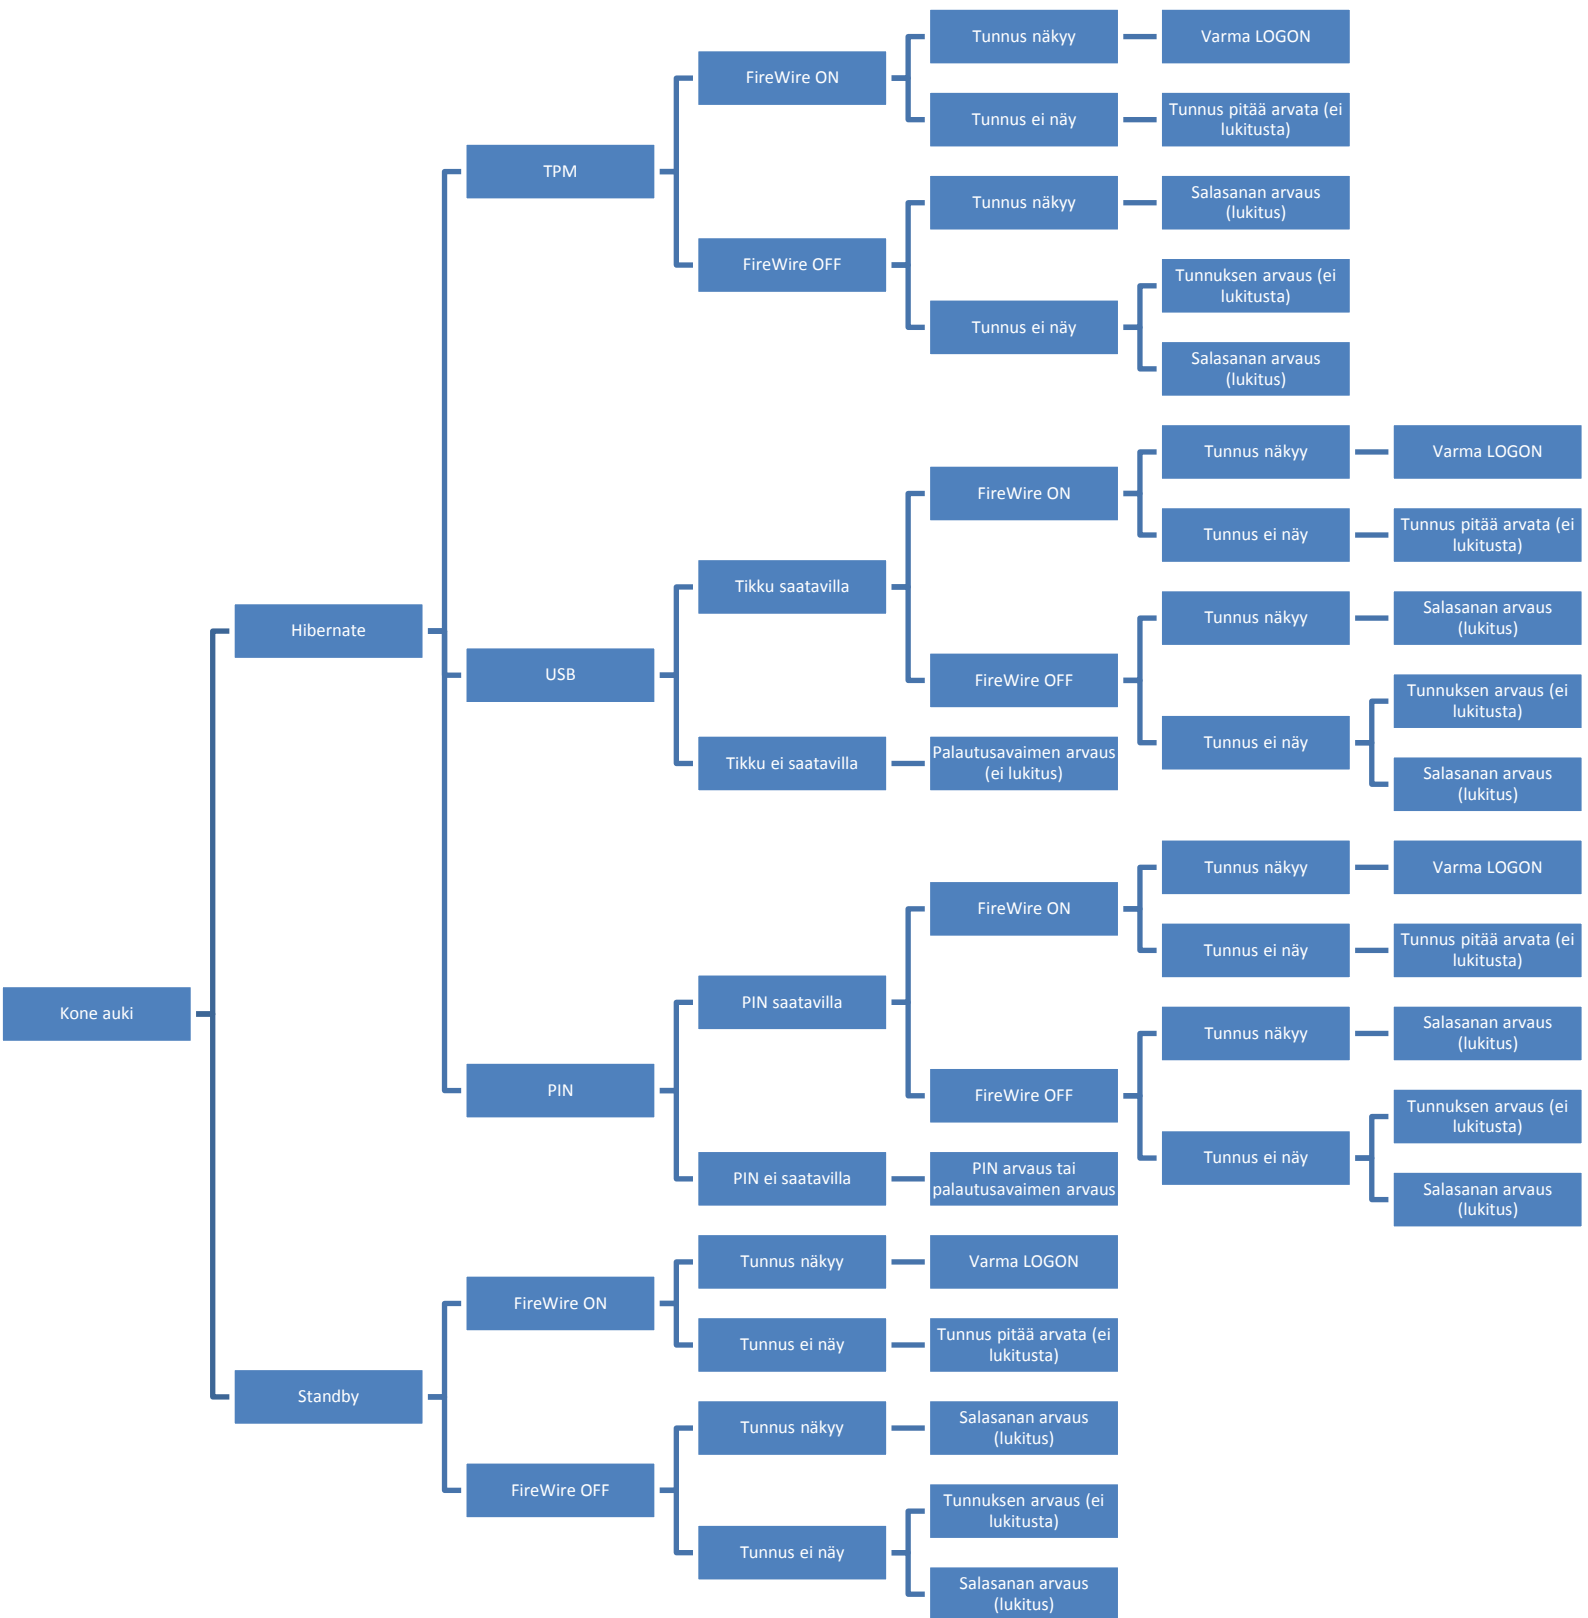 Kone auki
Hibernate
TPM
FireWire ON
Tunnus näkyy
Varma LOGON
Tunnus ei näy
Tunnus pitää arvata (ei
lukitusta)
FireWire OFF
Tunnus näkyy
Salasanan arvaus
(lukitus)
Tunnus ei näy
Tunnuksen arvaus (ei
lukitusta)
Salasanan arvaus
(lukitus)
USB
Tikku saatavilla
FireWire ON
Tunnus näkyy
Varma LOGON
Tunnus ei näy
Tunnus pitää arvata (ei
lukitusta)
FireWire OFF
Tunnus näkyy
Salasanan arvaus
(lukitus)
Tunnus ei näy
Tunnuksen arvaus (ei
lukitusta)
Salasanan arvaus
(lukitus)
Tikku ei saatavilla
Palautusavaimen arvaus
(ei lukitus)
PIN
PIN saatavilla
FireWire ON
Tunnus näkyy
Varma LOGON
Tunnus ei näy
Tunnus pitää arvata (ei
lukitusta)
FireWire OFF
Tunnus näkyy
Salasanan arvaus
(lukitus)
Tunnus ei näy
Tunnuksen arvaus (ei
lukitusta)
Salasanan arvaus
(lukitus)
PIN ei saatavilla
PIN arvaus tai
palautusavaimen arvaus
Standby
FireWire ON
Tunnus näkyy
Varma LOGON
Tunnus ei näy
Tunnus pitää arvata (ei
lukitusta)
FireWire OFF
Tunnus näkyy
Salasanan arvaus
(lukitus)
Tunnus ei näy
Tunnuksen arvaus (ei
lukitusta)
Salasanan arvaus
(lukitus)